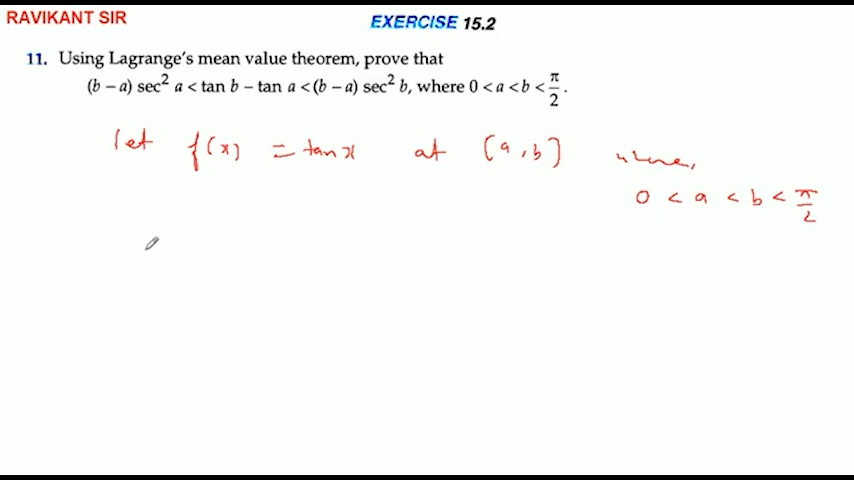 RAVIKANT SIR
EXERCISE 15.2
11. Using Lagrange's mean value theorem, prove that
(b – a) sec² a < tan b – tan a < (b – a) sec² b, where 0 < a < b < π/2.
let f(x) = tan x at [a, b] where,
0 < a < b < π/2